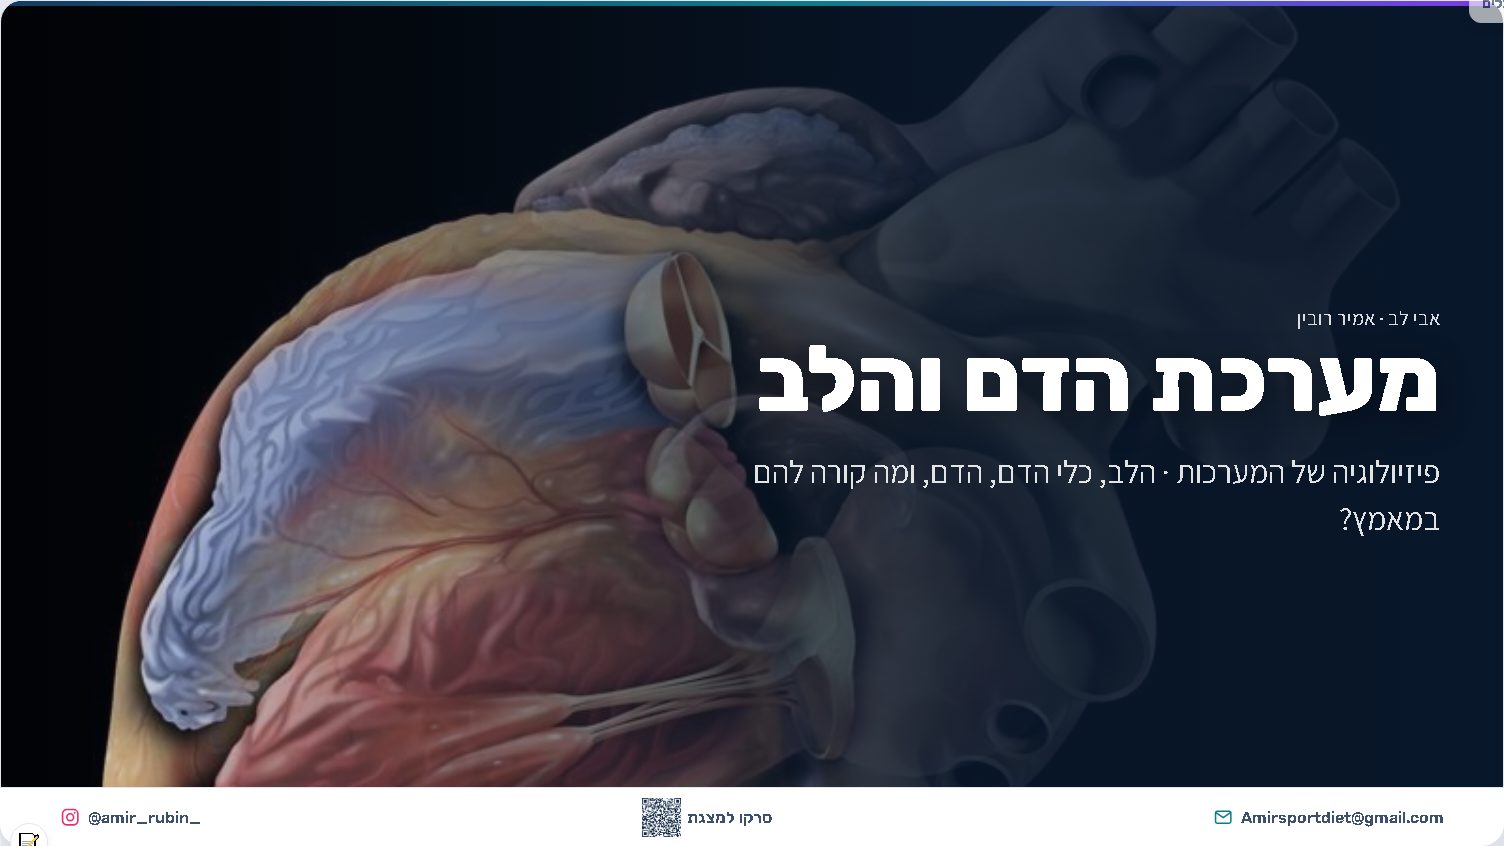 אבי לב · אמיר רובין
מערכת הדם והלב
פיזיולוגיה של המערכות · הלב, כלי הדם, הדם, ומה קורה להם
במאמץ?
Amirsportdiet@gmail.com
סרקו למצגת
@amir_rubin_